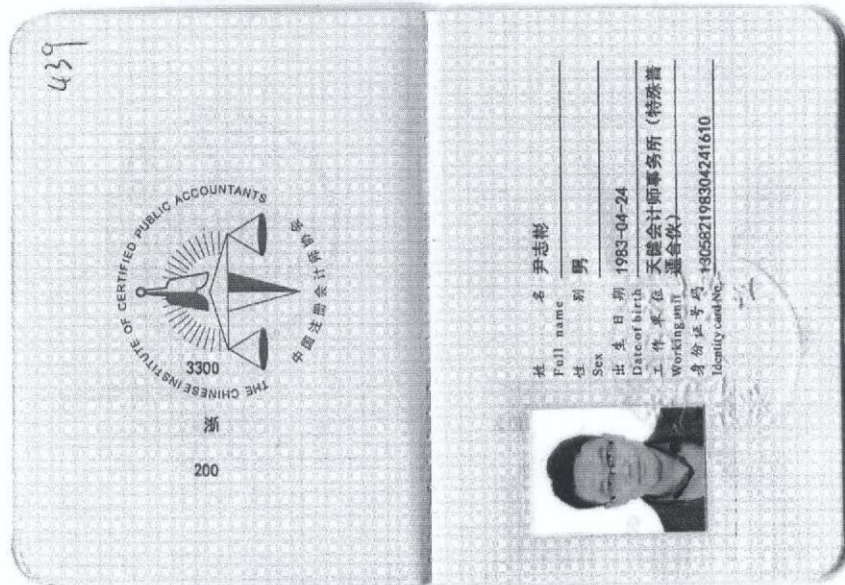 439
THE CHINESE INSTITUTE OF CERTIFIED PUBLIC ACCOUNTANTS
中国注册会计师协会
3300
浙
200
姓 名 尹志彬
Full name
性 别 男
Sex
出 生 日 期 1983-04-24
Date of birth
工 作 单 位 天健会计师事务所(特殊普
Working unit 通合伙)
身 份 证 号 码 130582198304241610
Identity card No.